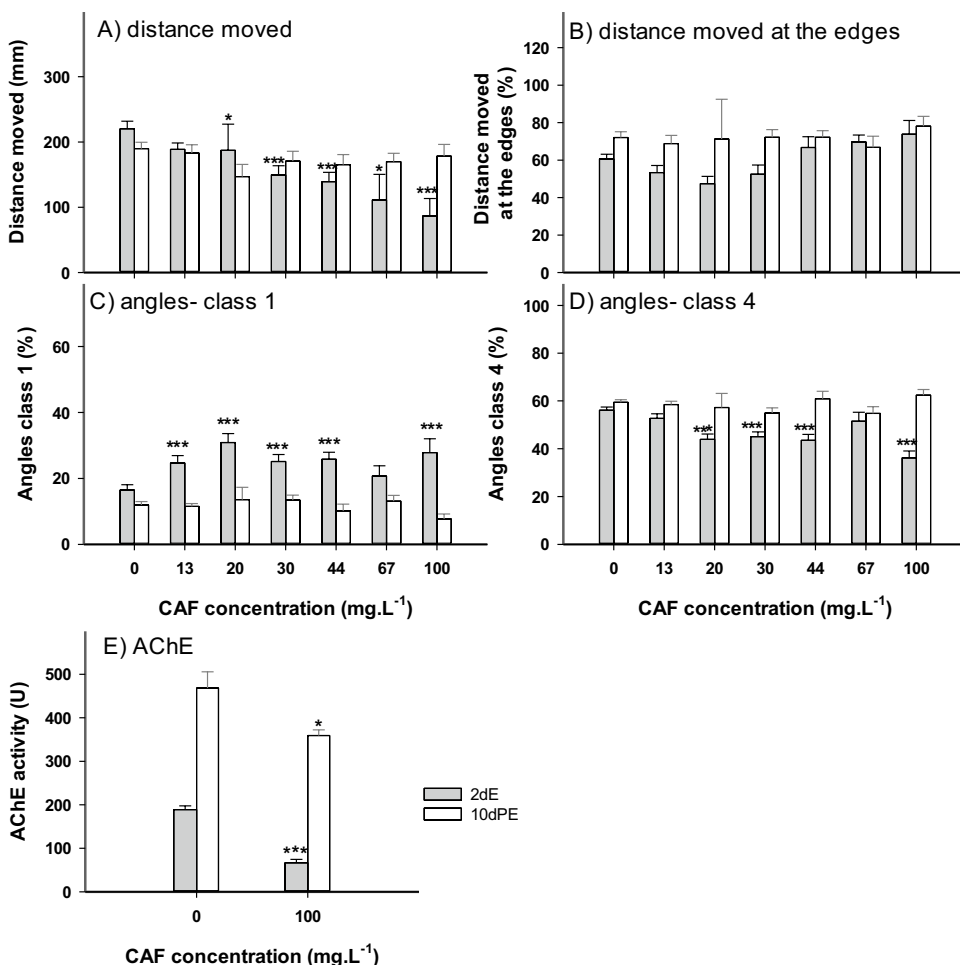 A) distance moved
Distance moved (mm)
300
200
100
0
*
***
***
*
***
B) distance moved at the edges
Distance moved
at the edges (%)
120
100
80
60
40
20
0
C) angles- class 1
Angles class 1 (%)
60
40
20
0
***
***
***
***
***
0 13 20 30 44 67 100
CAF concentration (mg.L-1)
D) angles- class 4
Angles class 4 (%)
100
80
60
40
20
0
***
***
***
***
0 13 20 30 44 67 100
CAF concentration (mg.L-1)
E) AChE
AChE activity (U)
500
400
300
200
100
0
***
*
0 100
CAF concentration (mg.L-1)
2dE
10dPE